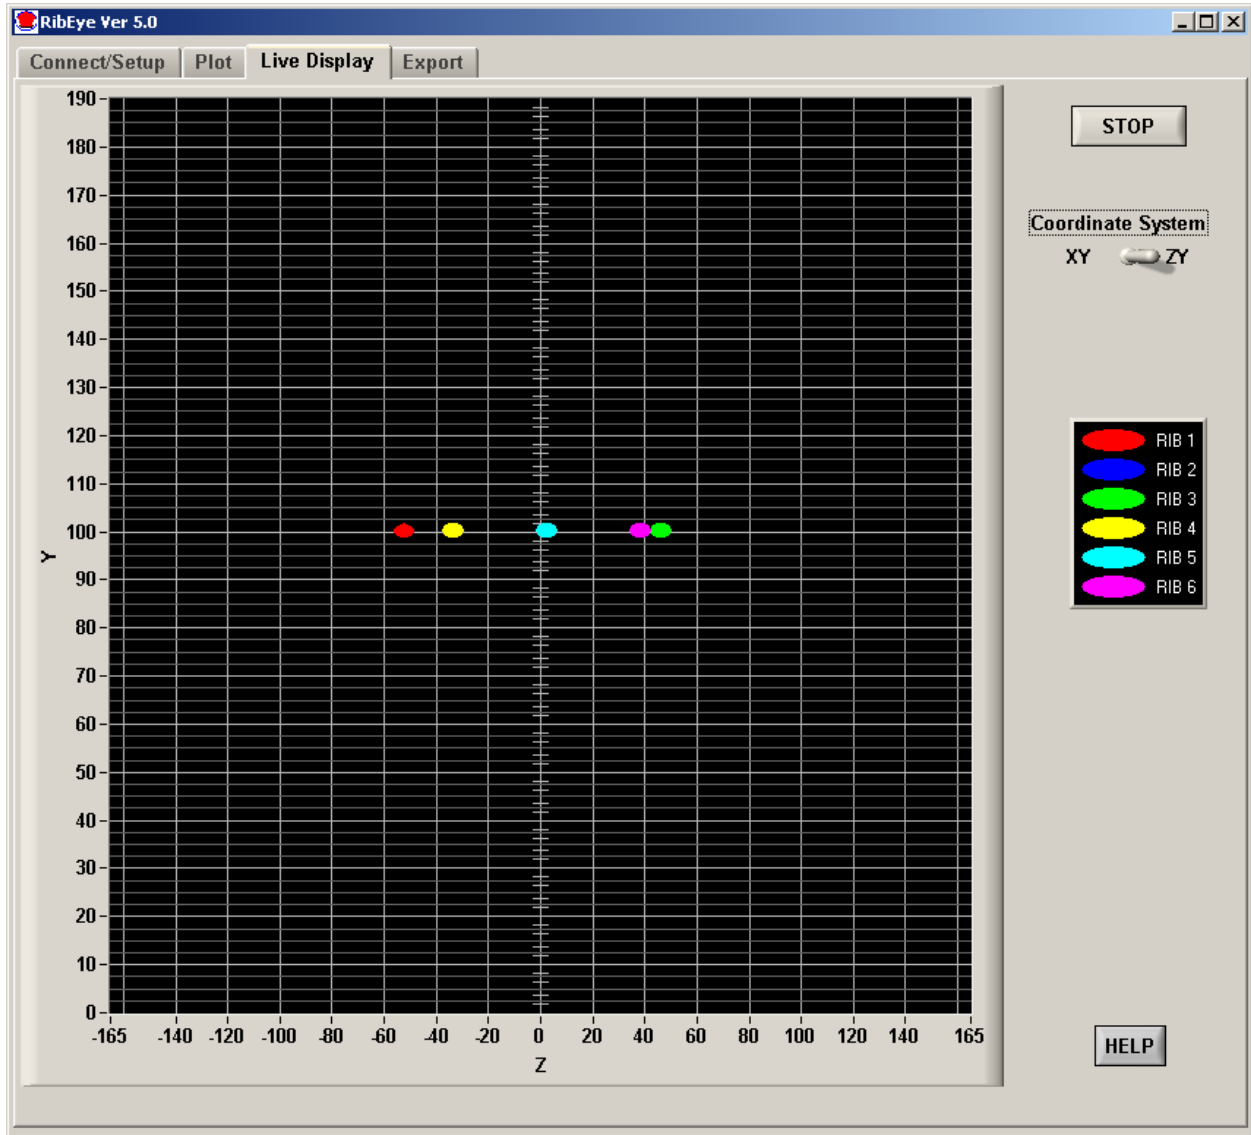 RibEye Ver 5.0
Connect/Setup Plot Live Display Export
190
180
170
160
150
140
130
120
110
100
90
80
70
60
50
40
30
20
10
0
Y
-165 -140 -120 -100 -80 -60 -40 -20 0 20 40 60 80 100 120 140 165
Z
STOP
Coordinate System
XY ZY
RIB 1
RIB 2
RIB 3
RIB 4
RIB 5
RIB 6
HELP